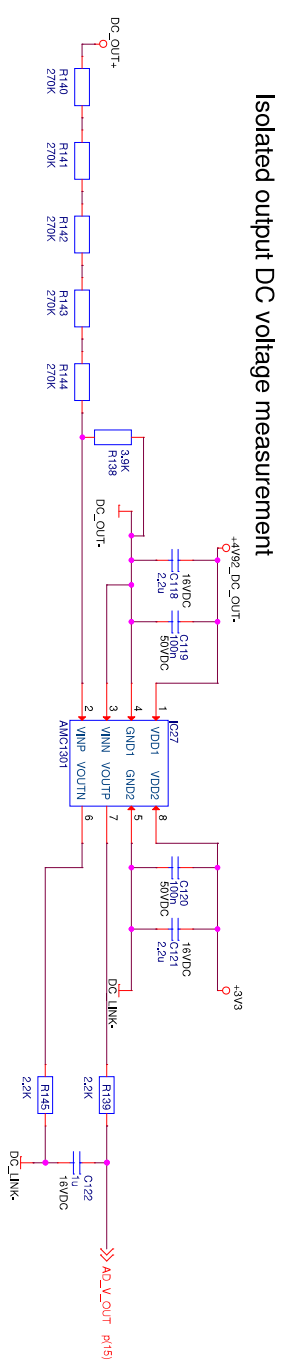 Isolated output DC voltage measurement
DC_OUT+
R140
270K
R141
270K
R142
270K
R143
270K
R144
270K
3.9K
R138
DC_OUT-
+4V92_DC_OUT-
16VDC
C118
2.2u
C119
100n
50VDC
IC27
1
4
3
2
VDD1
VDD2
GND1
GND2
VINN
VOUTP
VINP
VOUTN
AMC1301
8
5
7
6
C120
100n
50VDC
16VDC
C121
2.2u
+3V3
DC_LINK-
R139
2.2K
R145
2.2K
C122
1u
16VDC
DC_LINK-
AD_V_OUT p(15)